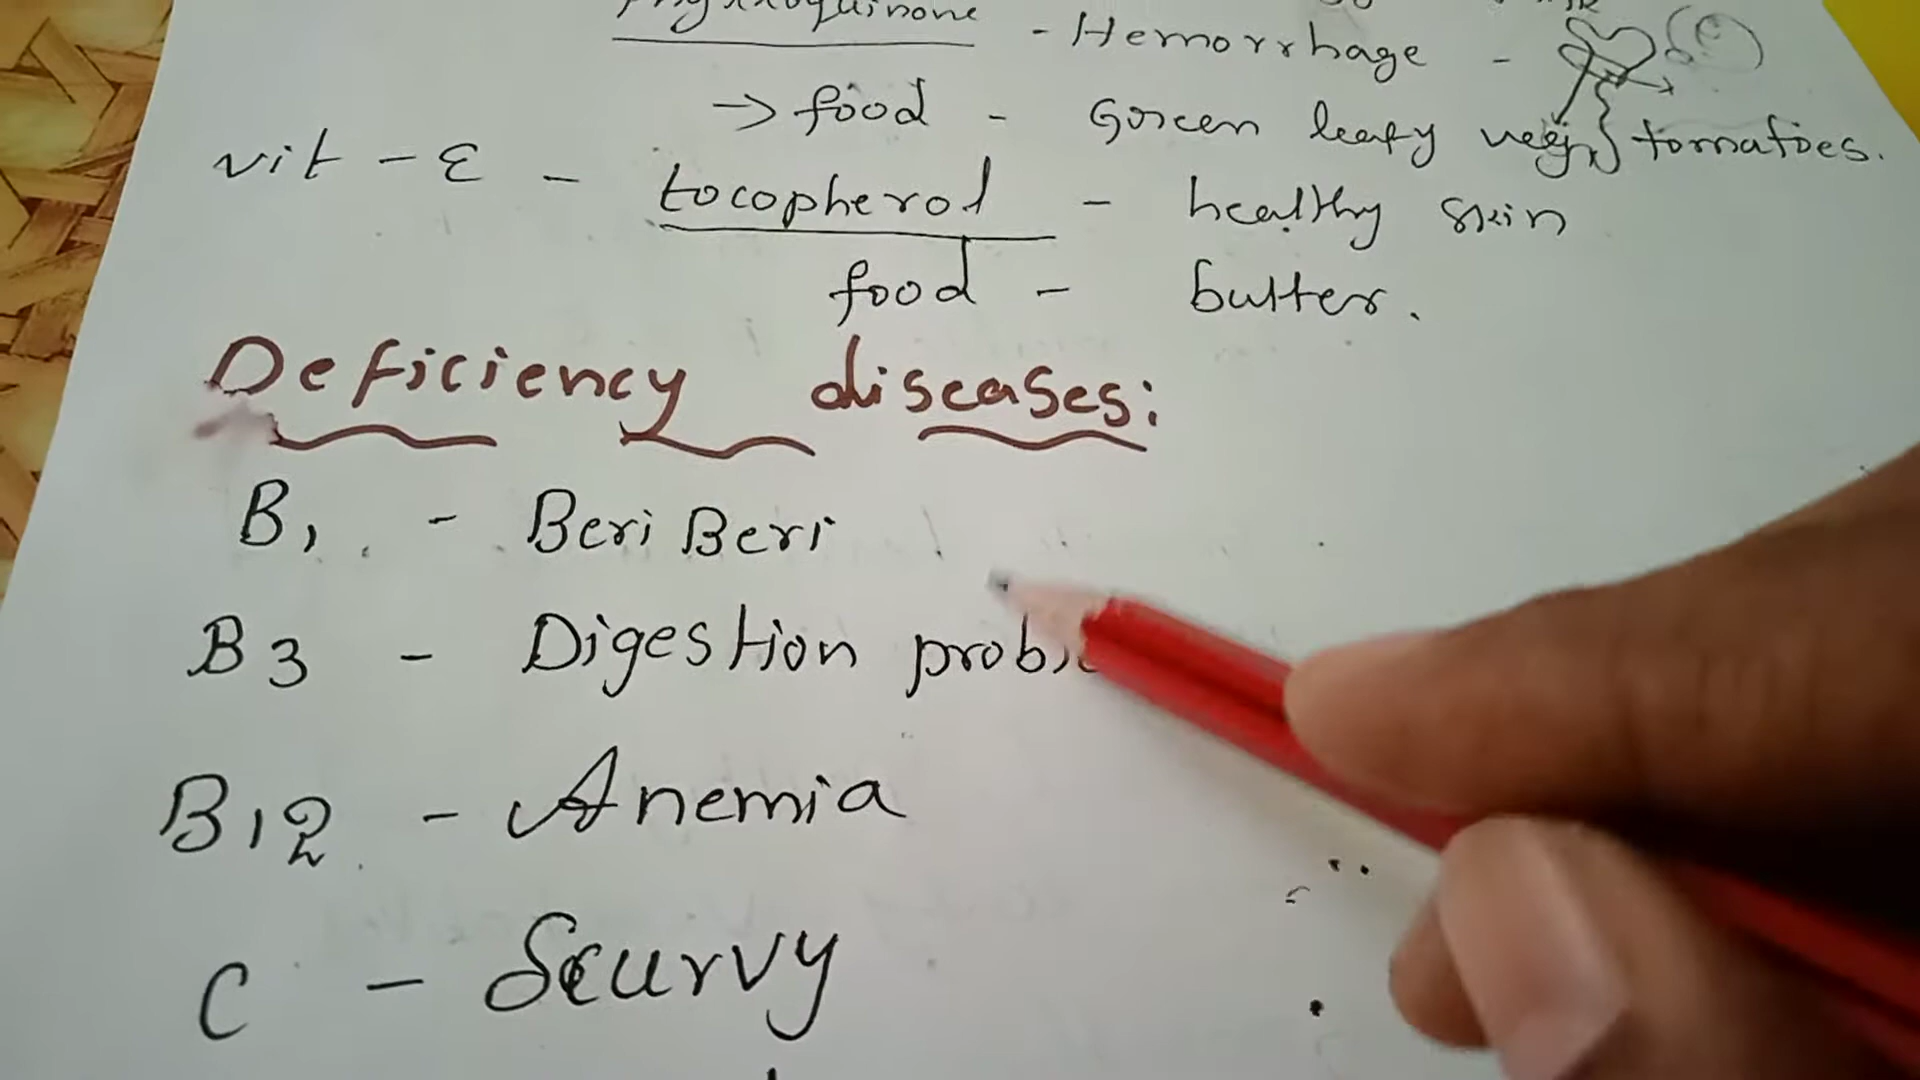 - Hemorrhage -
→ food - Green leafy veg, tomatoes.
vit - E - tocopherol - healthy skin
food - butter.
Deficiency diseases:
B1 - Beri Beri
B3 - Digestion
B12 - Anemia
C - Scurvy